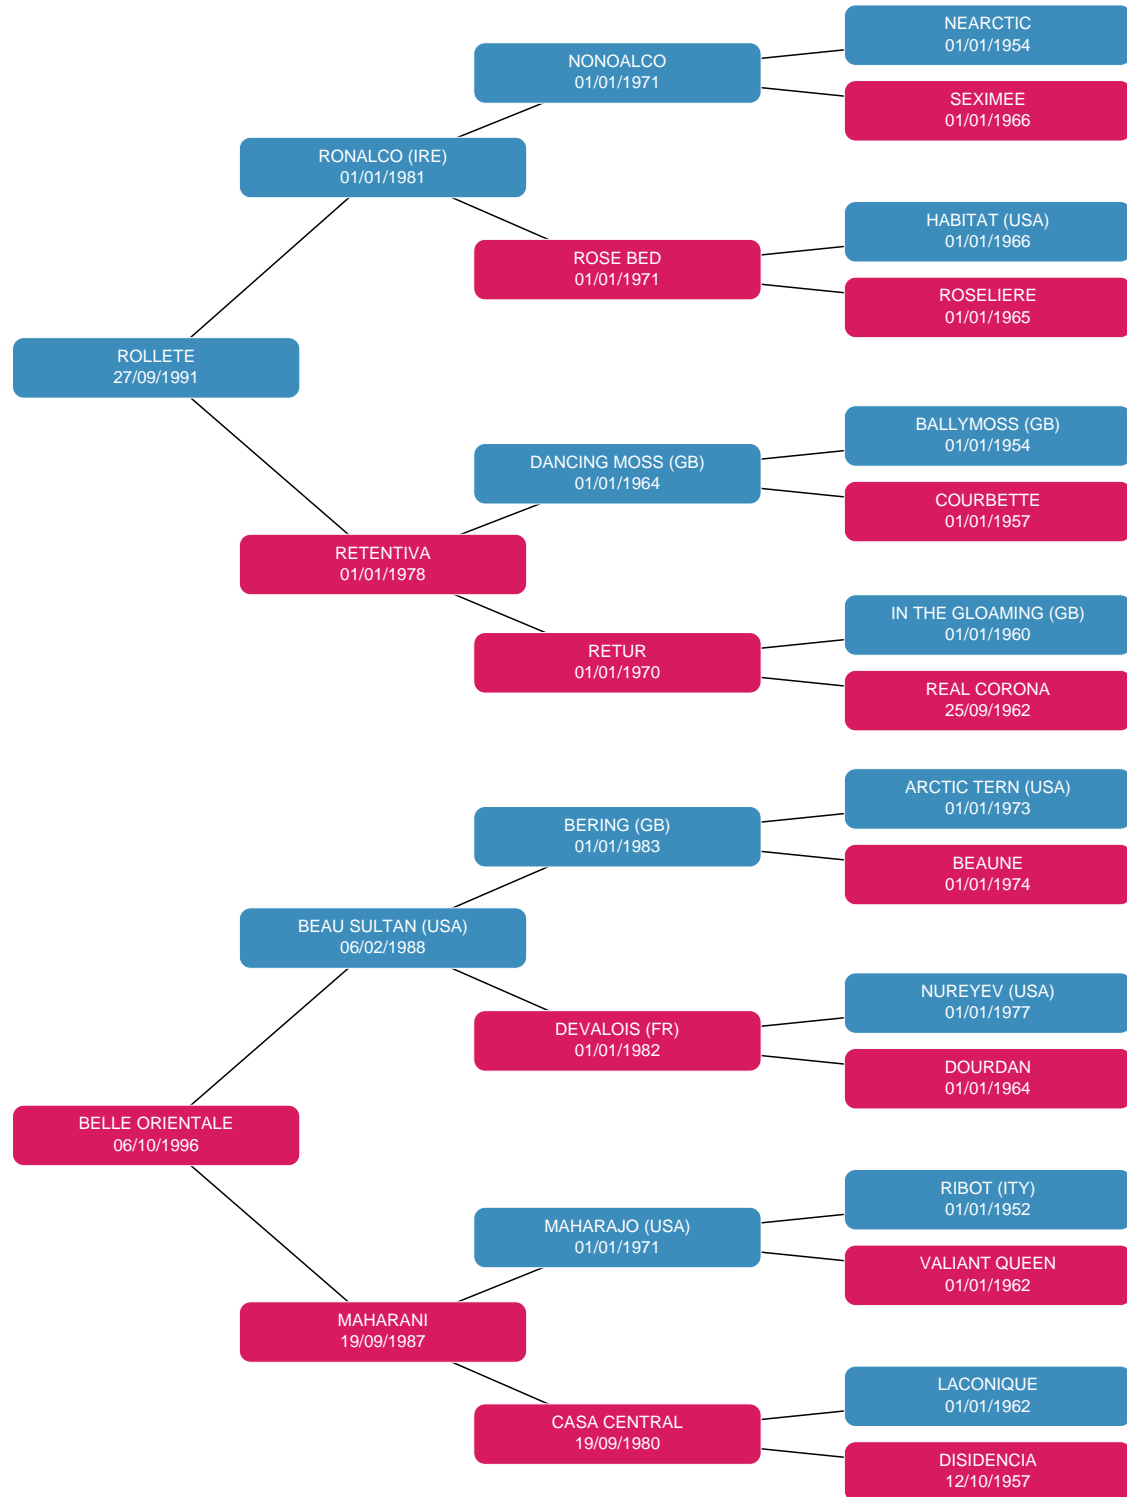 NEARCTIC
01/01/1954
NONOALCO
01/01/1971
SEXIMEE
01/01/1966
RONALCO (IRE)
01/01/1981
HABITAT (USA)
01/01/1966
ROSE BED
01/01/1971
ROSELIERE
01/01/1965
ROLLETE
27/09/1991
BALLYMOSS (GB)
01/01/1954
DANCING MOSS (GB)
01/01/1964
COURBETTE
01/01/1957
RETENTIVA
01/01/1978
IN THE GLOAMING (GB)
01/01/1960
RETUR
01/01/1970
REAL CORONA
25/09/1962
ARCTIC TERN (USA)
01/01/1973
BERING (GB)
01/01/1983
BEAUNE
01/01/1974
BEAU SULTAN (USA)
06/02/1988
NUREYEV (USA)
01/01/1977
DEVALOIS (FR)
01/01/1982
DOURDAN
01/01/1964
BELLE ORIENTALE
06/10/1996
RIBOT (ITY)
01/01/1952
MAHARAJO (USA)
01/01/1971
VALIANT QUEEN
01/01/1962
MAHARANI
19/09/1987
LACONIQUE
01/01/1962
CASA CENTRAL
19/09/1980
DISIDENCIA
12/10/1957